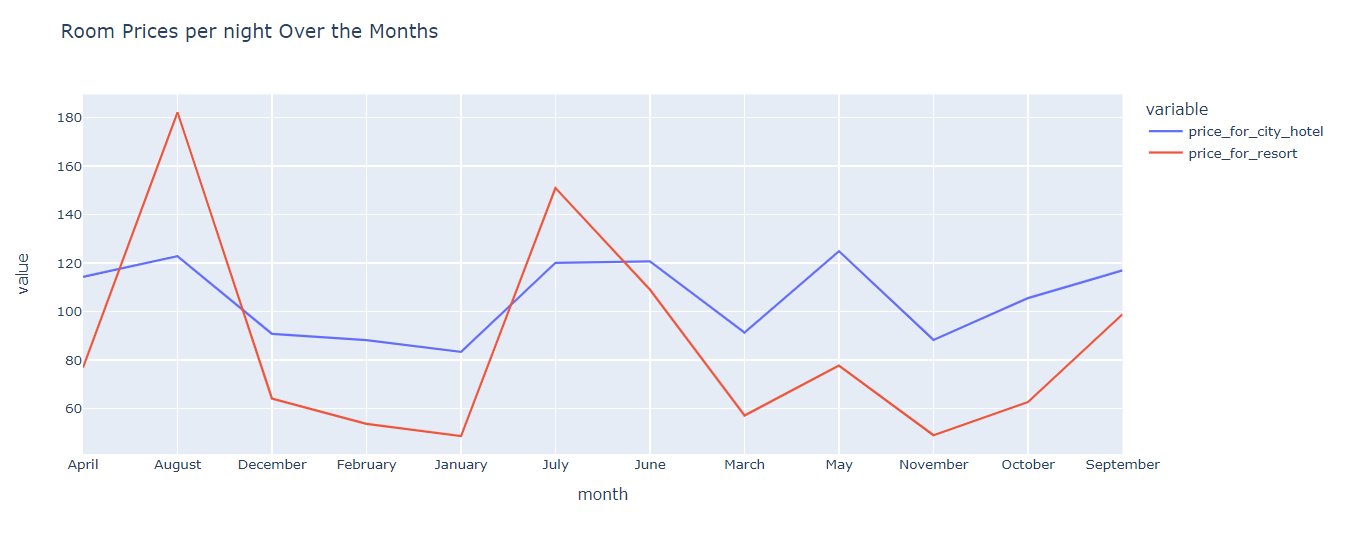 Room Prices per night Over the Months
variable
price_for_city_hotel
price_for_resort
value
180
160
140
120
100
80
60
April August December February January July June March May November October September
month